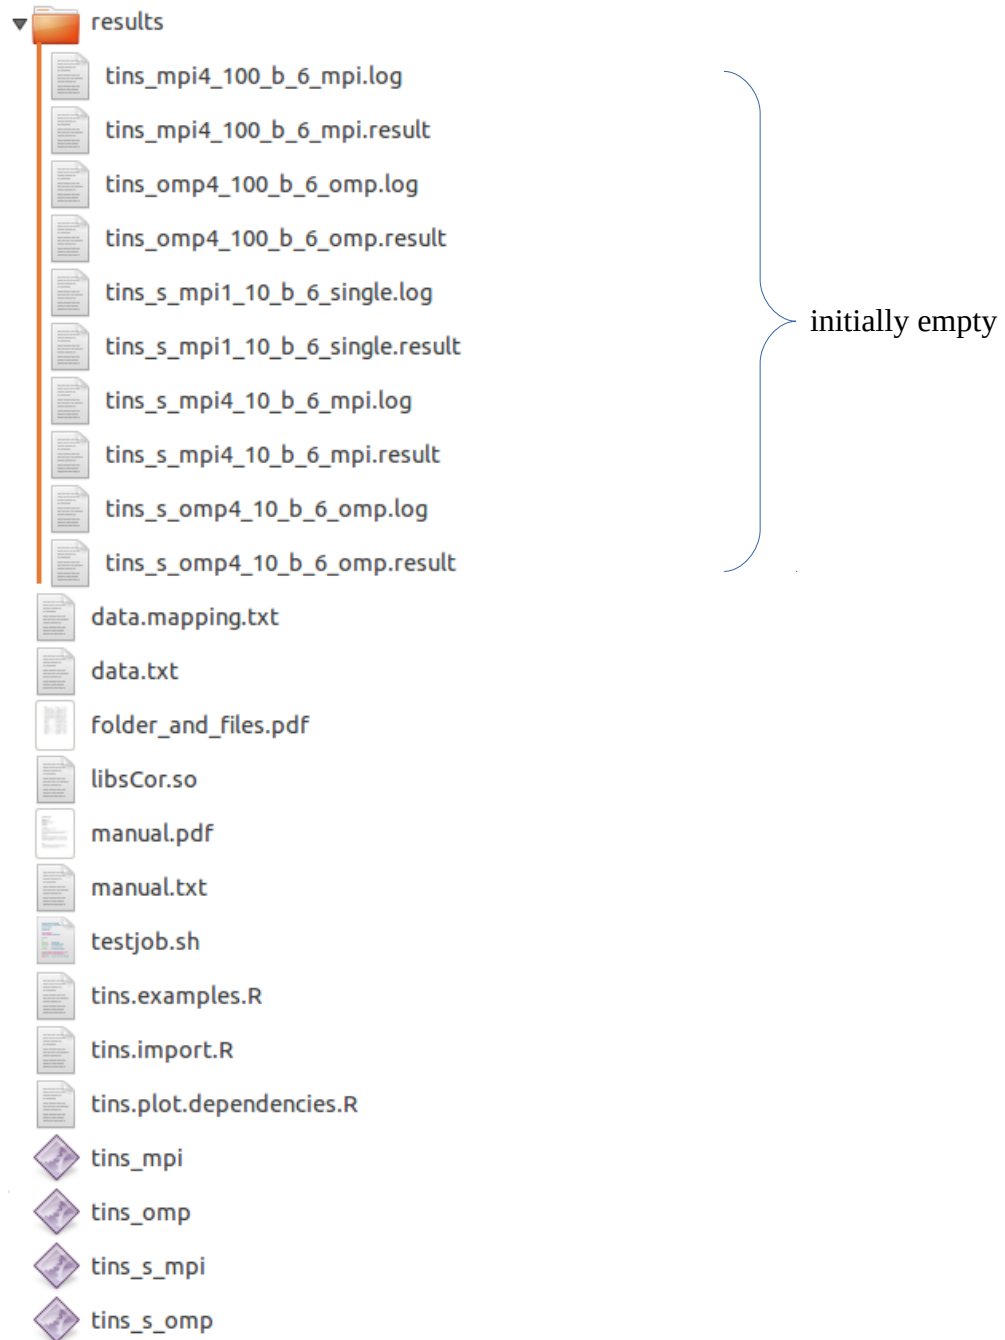 results
tins_mpi4_100_b_6_mpi.log
tins_mpi4_100_b_6_mpi.result
tins_omp4_100_b_6_omp.log
tins_omp4_100_b_6_omp.result
tins_s_mpi1_10_b_6_single.log
tins_s_mpi1_10_b_6_single.result
tins_s_mpi4_10_b_6_mpi.log
tins_s_mpi4_10_b_6_mpi.result
tins_s_omp4_10_b_6_omp.log
tins_s_omp4_10_b_6_omp.result
initially empty
data.mapping.txt
data.txt
folder_and_files.pdf
libsCor.so
manual.pdf
manual.txt
testjob.sh
tins.examples.R
tins.import.R
tins.plot.dependencies.R
tins_mpi
tins_omp
tins_s_mpi
tins_s_omp